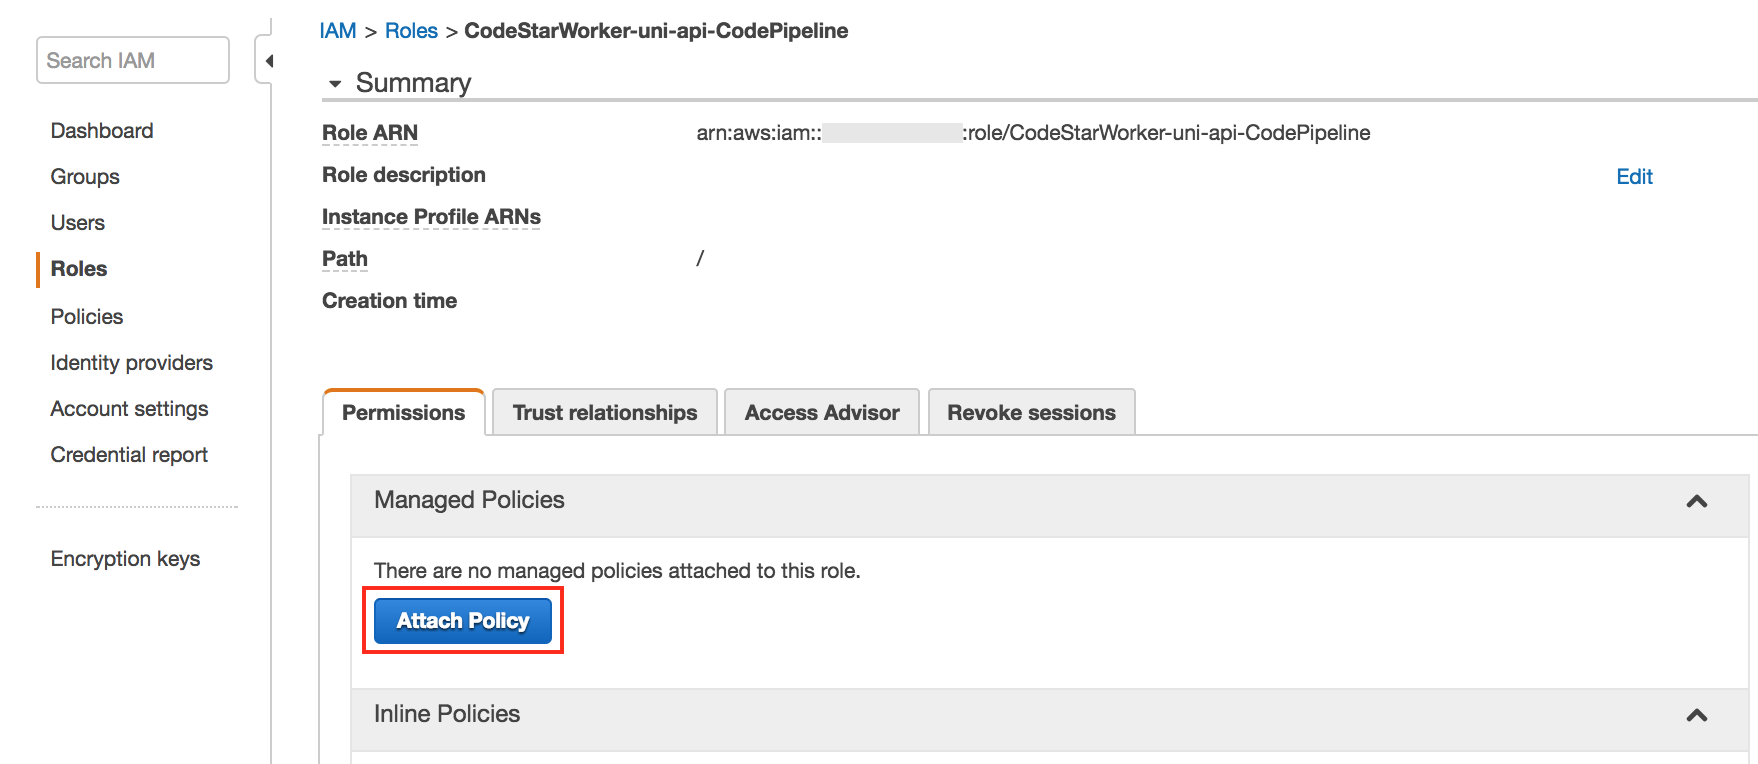 Search IAM
Dashboard
Groups
Users
Roles
Policies
Identity providers
Account settings
Credential report
Encryption keys
IAM > Roles > CodeStarWorker-uni-api-CodePipeline
Summary
Role ARN arn:aws:iam:: :role/CodeStarWorker-uni-api-CodePipeline
Role description Edit
Instance Profile ARNs
Path /
Creation time
Permissions Trust relationships Access Advisor Revoke sessions
Managed Policies
There are no managed policies attached to this role.
Attach Policy
Inline Policies